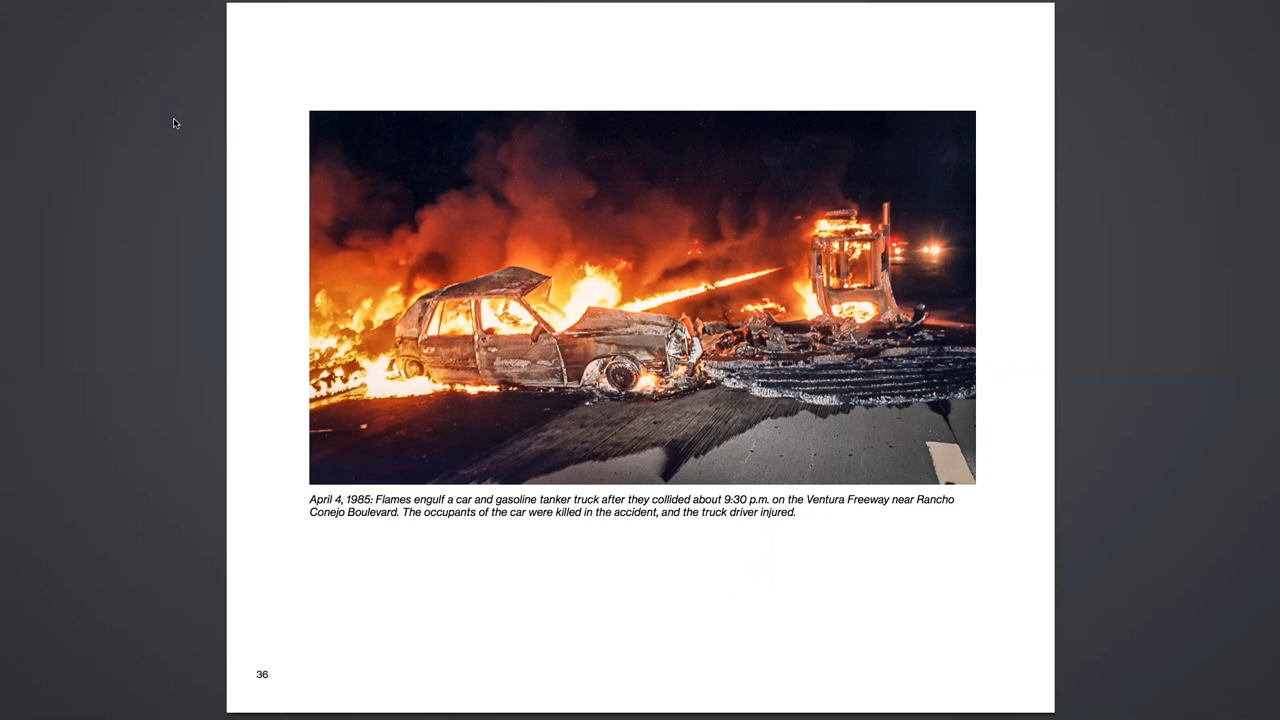 April 4, 1985: Flames engulf a car and gasoline tanker truck after they collided about 9:30 p.m. on the Ventura Freeway near Rancho
Conejo Boulevard. The occupants of the car were killed in the accident, and the truck driver injured.
36